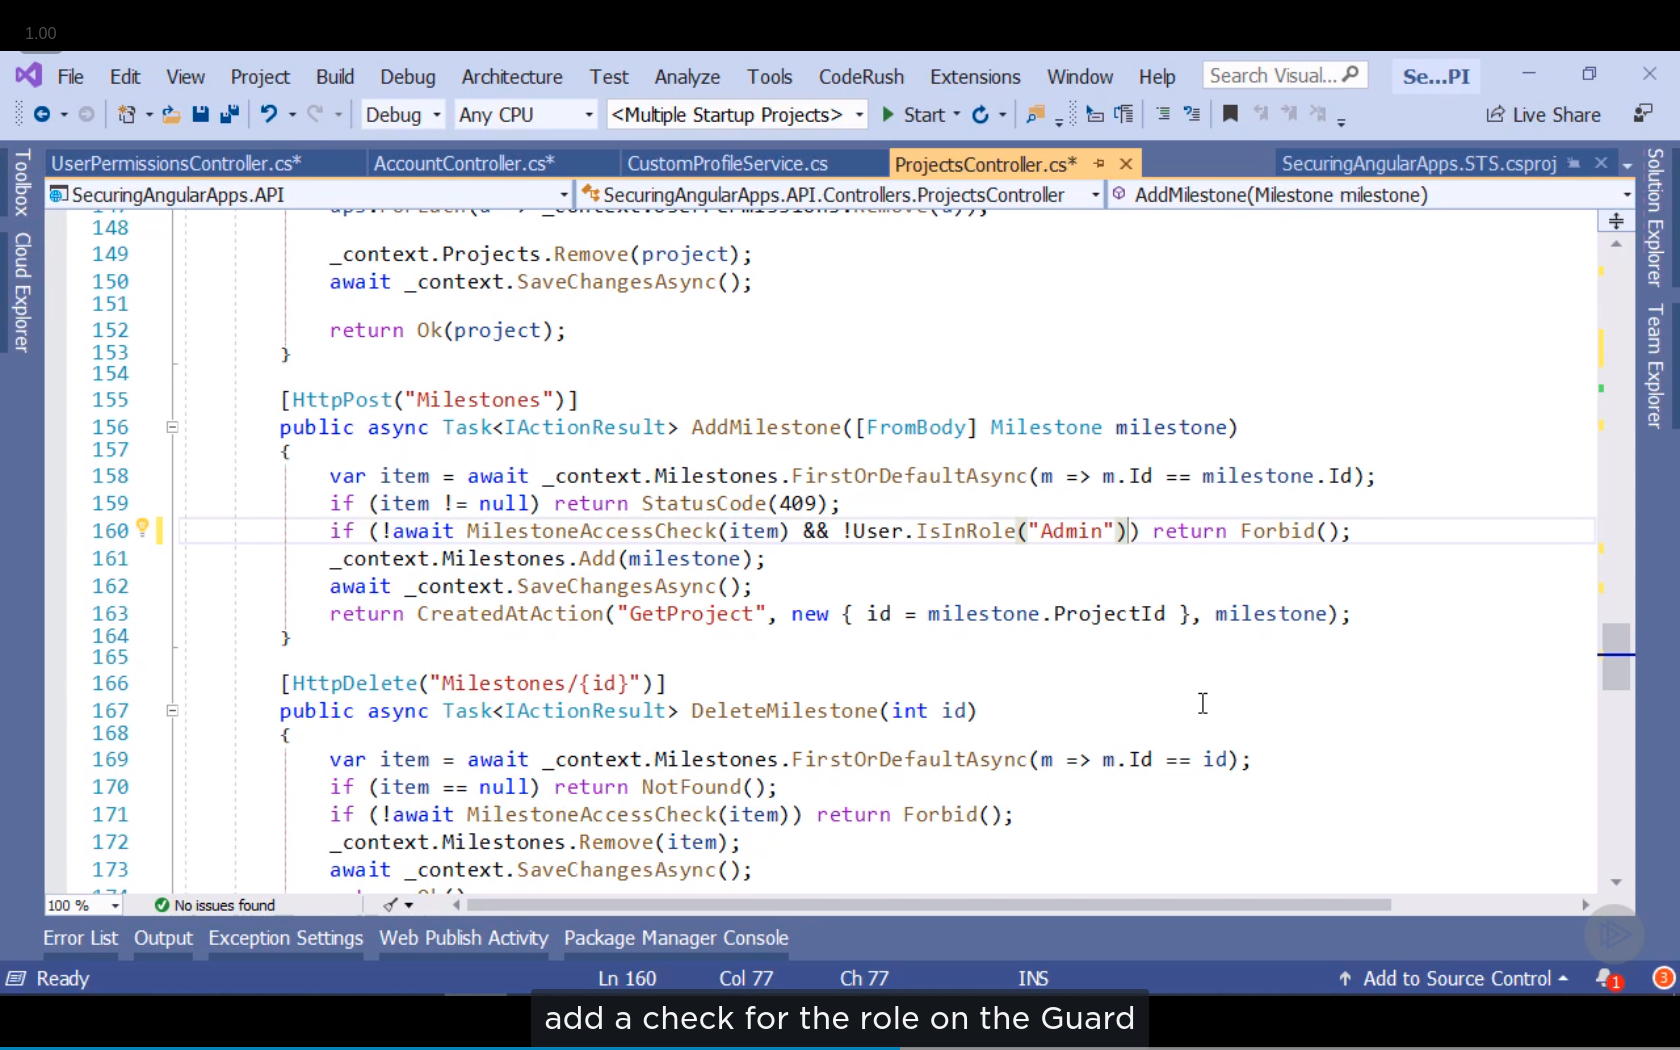 1.00
File Edit View Project Build Debug Architecture Test Analyze Tools CodeRush Extensions Window Help Search Visual... Se...PI
Debug Any CPU <Multiple Startup Projects> Start Live Share
UserPermissionsController.cs* AccountController.cs* CustomProfileService.cs ProjectsController.cs* SecuringAngularApps.STS.csproj
SecuringAngularApps.API SecuringAngularApps.API.Controllers.ProjectsController AddMilestone(Milestone milestone)
Toolbox
Cloud Explorer
Solution Explorer
Team Explorer
148
149 _context.Projects.Remove(project);
150 await _context.SaveChangesAsync();
151
152 return Ok(project);
153 }
154
155 [HttpPost("Milestones")]
156 public async Task<IActionResult> AddMilestone([FromBody] Milestone milestone)
157 {
158 var item = await _context.Milestones.FirstOrDefaultAsync(m => m.Id == milestone.Id);
159 if (item != null) return StatusCode(409);
160 if (!await MilestoneAccessCheck(item) && !User.IsInRole("Admin")) return Forbid();
161 _context.Milestones.Add(milestone);
162 await _context.SaveChangesAsync();
163 return CreatedAtAction("GetProject", new { id = milestone.ProjectId }, milestone);
164 }
165
166 [HttpDelete("Milestones/{id}")]
167 public async Task<IActionResult> DeleteMilestone(int id)
168 {
169 var item = await _context.Milestones.FirstOrDefaultAsync(m => m.Id == id);
170 if (item == null) return NotFound();
171 if (!await MilestoneAccessCheck(item)) return Forbid();
172 _context.Milestones.Remove(item);
173 await _context.SaveChangesAsync();
100 % No issues found
Error List Output Exception Settings Web Publish Activity Package Manager Console
Ready Ln 160 Col 77 Ch 77 INS Add to Source Control 1 3
add a check for the role on the Guard